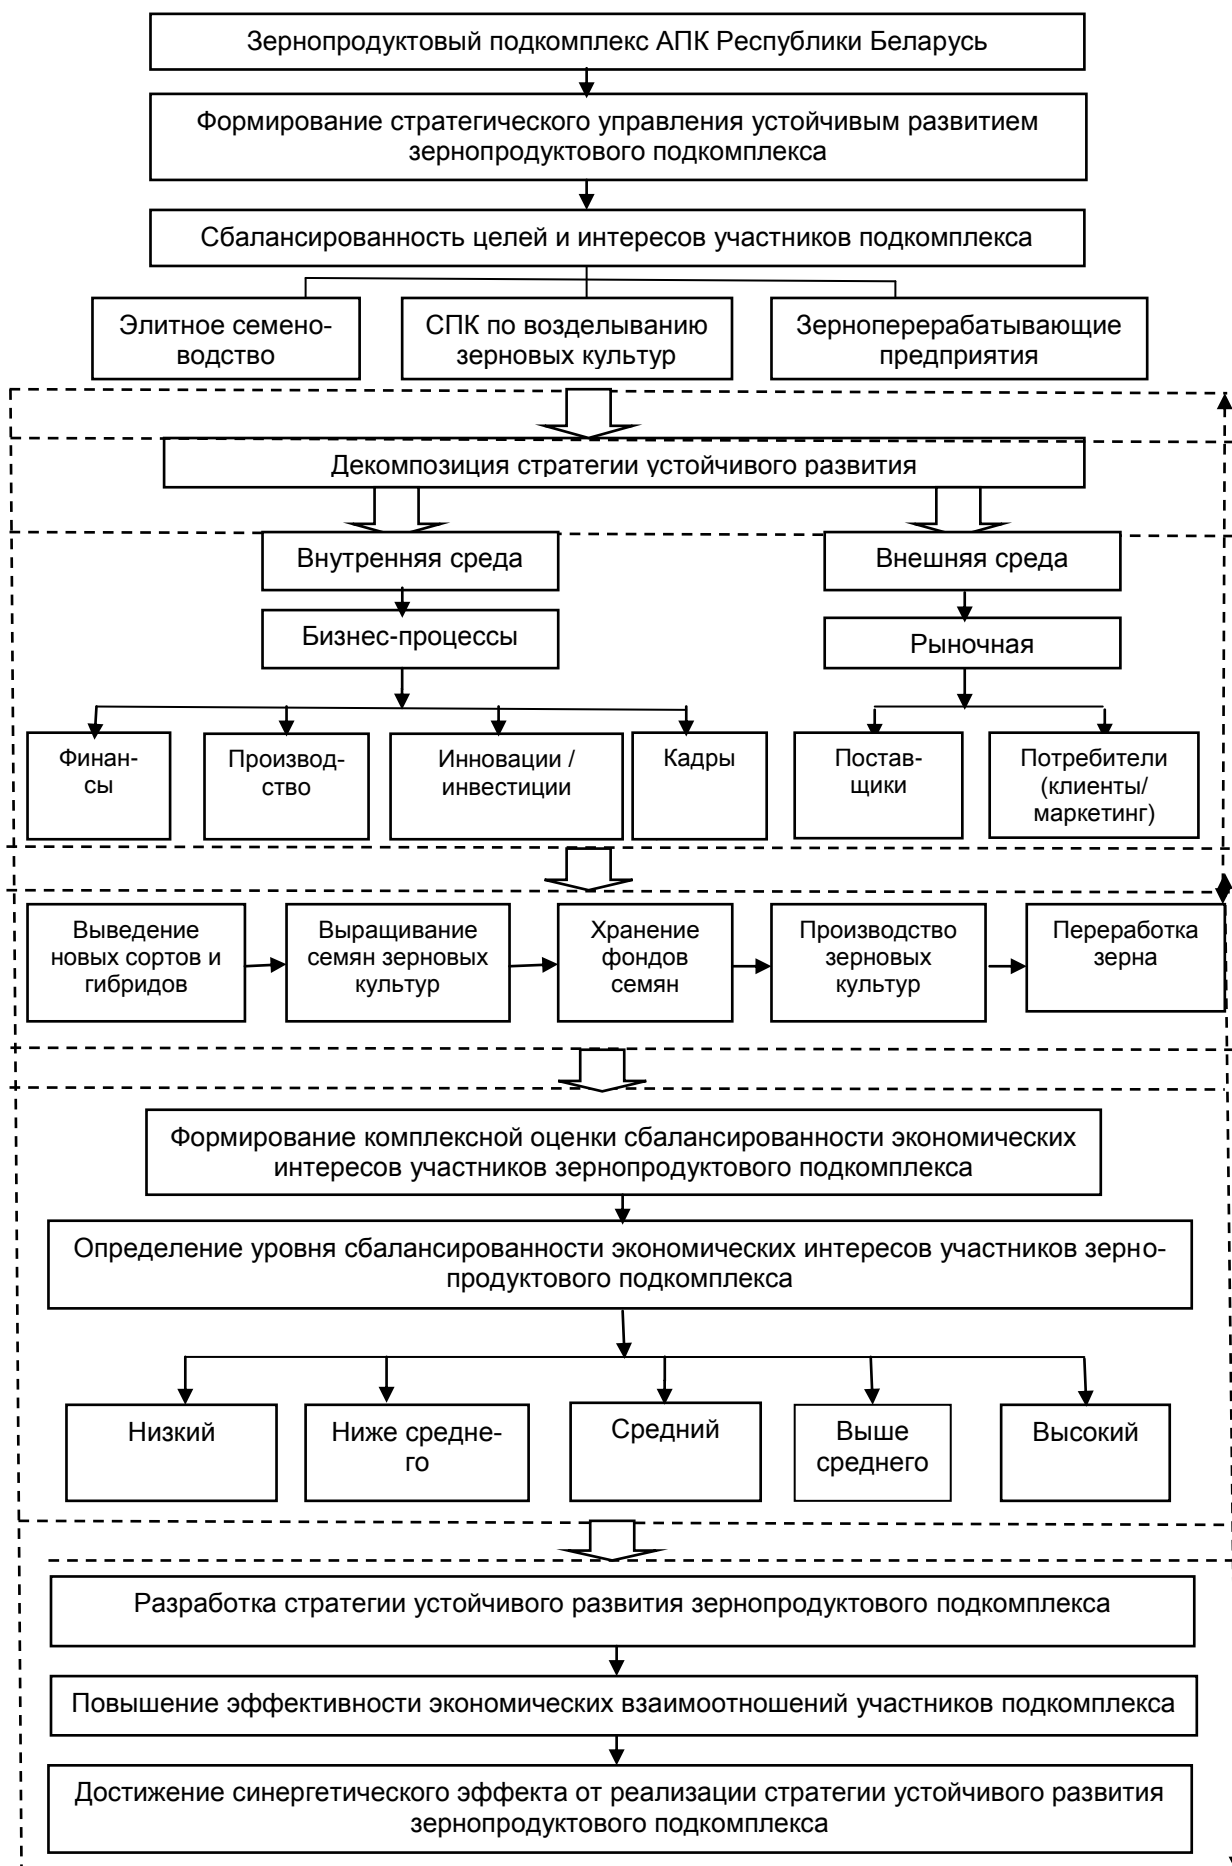 Зернопродуктовый подкомплекс АПК Республики Беларусь
Формирование стратегического управления устойчивым развитием
зернопродуктового подкомплекса
Сбалансированность целей и интересов участников подкомплекса
Элитное семено-
водство
СПК по возделыванию
зерновых культур
Зерноперерабатывающие
предприятия
Декомпозиция стратегии устойчивого развития
Внутренняя среда
Внешняя среда
Бизнес-процессы
Рыночная
Финан-
сы
Производ-
ство
Инновации /
инвестиции
Кадры
Постав-
щики
Потребители
(клиенты/
маркетинг)
Выведение
новых сортов и
гибридов
Выращивание
семян зерновых
культур
Хранение
фондов
семян
Производство
зерновых
культур
Переработка
зерна
Формирование комплексной оценки сбалансированности экономических
интересов участников зернопродуктового подкомплекса
Определение уровня сбалансированности экономических интересов участников зерно-
продуктового подкомплекса
Низкий
Ниже средне-
го
Средний
Выше
среднего
Высокий
Разработка стратегии устойчивого развития зернопродуктового подкомплекса
Повышение эффективности экономических взаимоотношений участников подкомплекса
Достижение синергетического эффекта от реализации стратегии устойчивого развития
зернопродуктового подкомплекса